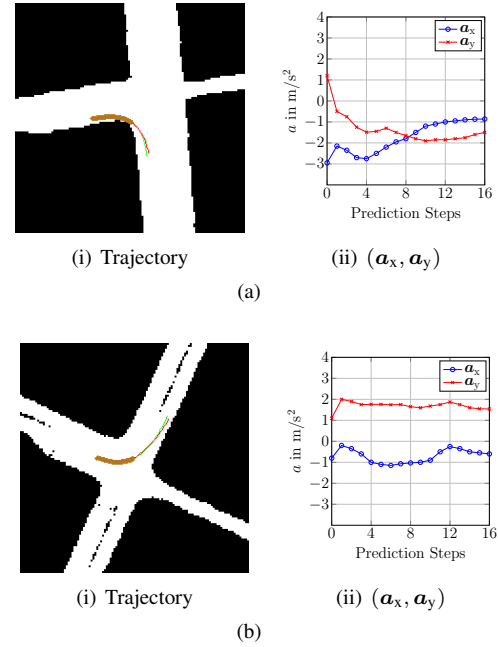 4
3
2
1
0
−1
−2
−3
a in m/s²
a_x
a_y
0 4 8 12 16
Prediction Steps
(i) Trajectory (ii) (a_x, a_y)
(a)
4
3
2
1
0
−1
−2
−3
a in m/s²
a_x
a_y
0 4 8 12 16
Prediction Steps
(i) Trajectory (ii) (a_x, a_y)
(b)